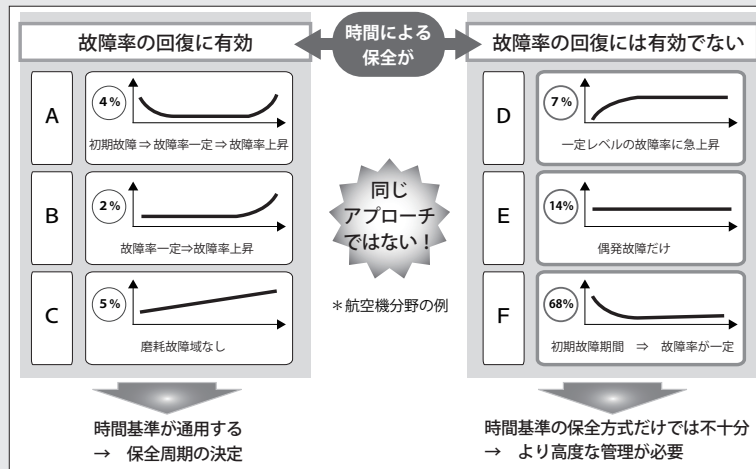 故障率の回復に有効
時間による
保全が
故障率の回復には有効でない
A
4%
初期故障 ⇒ 故障率一定 ⇒ 故障率上昇
B
2%
故障率一定⇒故障率上昇
C
5%
磨耗故障域なし
同じ
アプローチ
ではない！
＊航空機分野の例
D
7%
一定レベルの故障率に急上昇
E
14%
偶発故障だけ
F
68%
初期故障期間 ⇒ 故障率が一定
時間基準が通用する
→ 保全周期の決定
時間基準の保全方式だけでは不十分
→ より高度な管理が必要